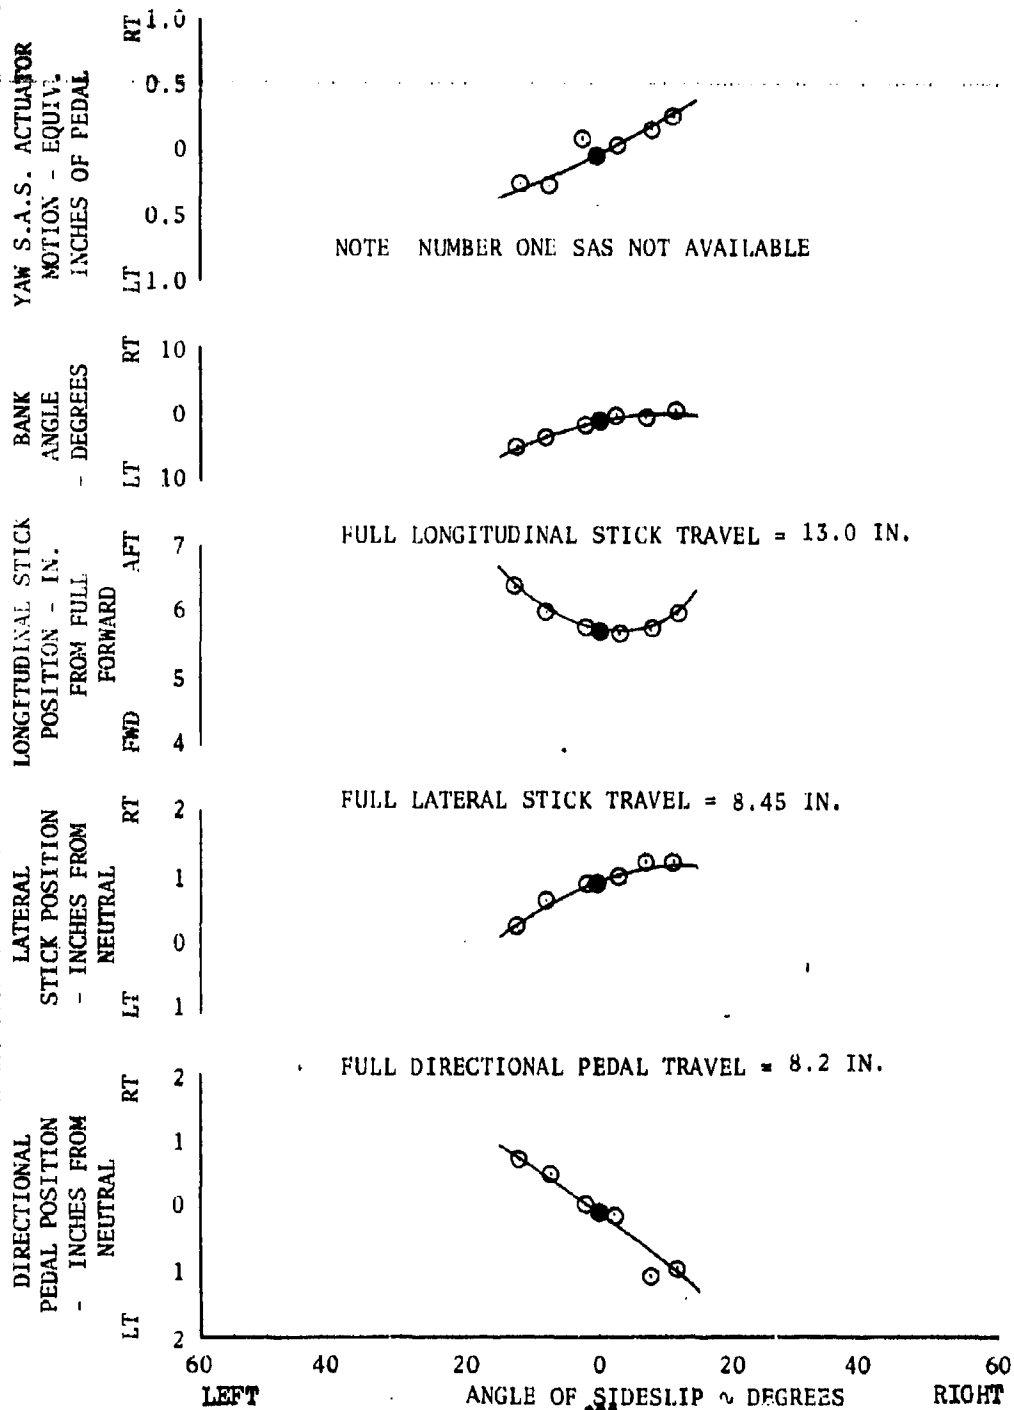 YAW S.A.S. ACTUATOR
MOTION - EQUIV.
INCHES OF PEDAL
LT RT
1.0
0.5
0
0.5
1.0
NOTE NUMBER ONE SAS NOT AVAILABLE
BANK
ANGLE
- DEGREES
LT RT
10
0
10
LONGITUDINAL STICK
POSITION - IN.
FROM FULL
FORWARD
FWD AFT
7
6
5
4
FULL LONGITUDINAL STICK TRAVEL = 13.0 IN.
LATERAL
STICK POSITION
- INCHES FROM
NEUTRAL
LT RT
2
1
0
1
FULL LATERAL STICK TRAVEL = 8.45 IN.
DIRECTIONAL
PEDAL POSITION
- INCHES FROM
NEUTRAL
LT RT
2
1
0
1
2
FULL DIRECTIONAL PEDAL TRAVEL = 8.2 IN.
60 40 20 0 20 40 60
LEFT ANGLE OF SIDESLIP ~ DEGREES RIGHT